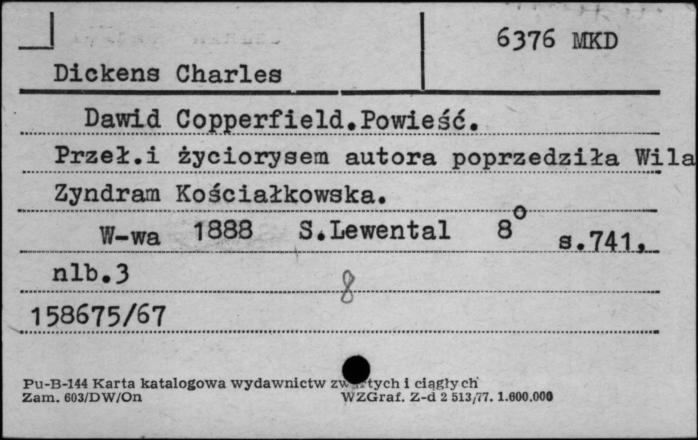 6376 MKD
Dickens Charles
Dawid Copperfield.Powieść.
Przeł.i życiorysem autora poprzedziła Wila
Zyndram Kościałkowska.
W-wa 1888 S.Lewental 8° s.741,
nlb.3
8
158675/67
Pu-B-144 Karta katalogowa wydawnictw zwartych i ciągłych
Zam. 603/DW/On WZGraf. Z-d 2 513/77. 1.600.000